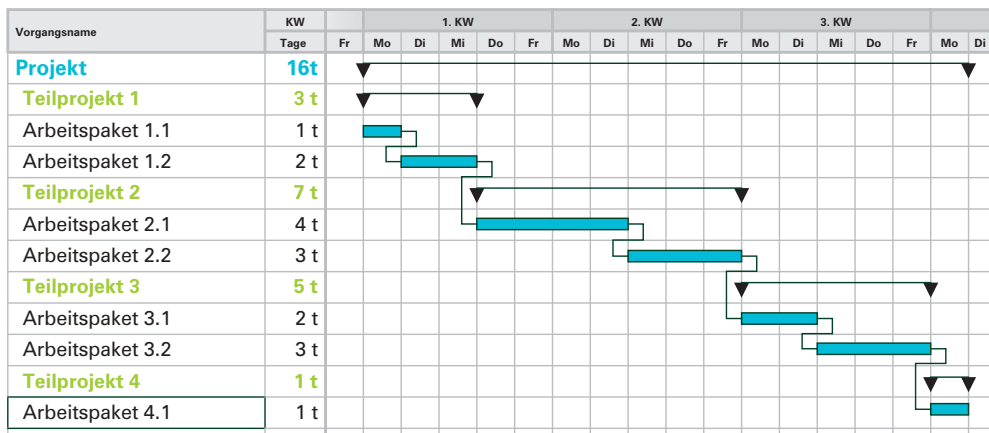 Vorgangsname KW 1. KW 2. KW 3. KW
Tage Fr Mo Di Mi Do Fr Mo Di Mi Do Fr Mo Di Mi Do Fr Mo Di
Projekt 16t
Teilprojekt 1 3 t
Arbeitspaket 1.1 1 t
Arbeitspaket 1.2 2 t
Teilprojekt 2 7 t
Arbeitspaket 2.1 4 t
Arbeitspaket 2.2 3 t
Teilprojekt 3 5 t
Arbeitspaket 3.1 2 t
Arbeitspaket 3.2 3 t
Teilprojekt 4 1 t
Arbeitspaket 4.1 1 t